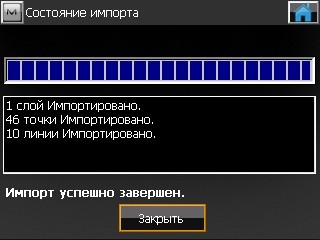 M Состояние импорта
1 слой Импортировано.
46 точки Импортировано.
10 линии Импортировано.
Импорт успешно завершен.
Закрыть